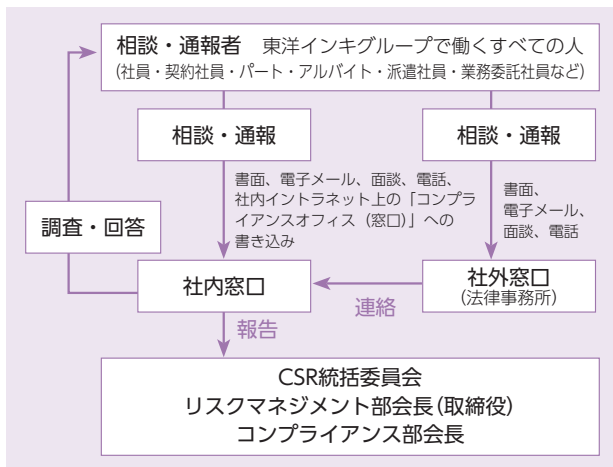 相談・通報者 東洋インキグループで働くすべての人
(社員・契約社員・パート・アルバイト・派遣社員・業務委託社員など)
相談・通報
相談・通報
書面、電子メール、面談、電話、
社内イントラネット上の「コンプラ
イアンスオフィス（窓口）」への
書き込み
書面、
電子メール、
面談、電話
調査・回答
社内窓口
社外窓口
(法律事務所)
連絡
報告
CSR統括委員会
リスクマネジメント部会長(取締役)
コンプライアンス部会長